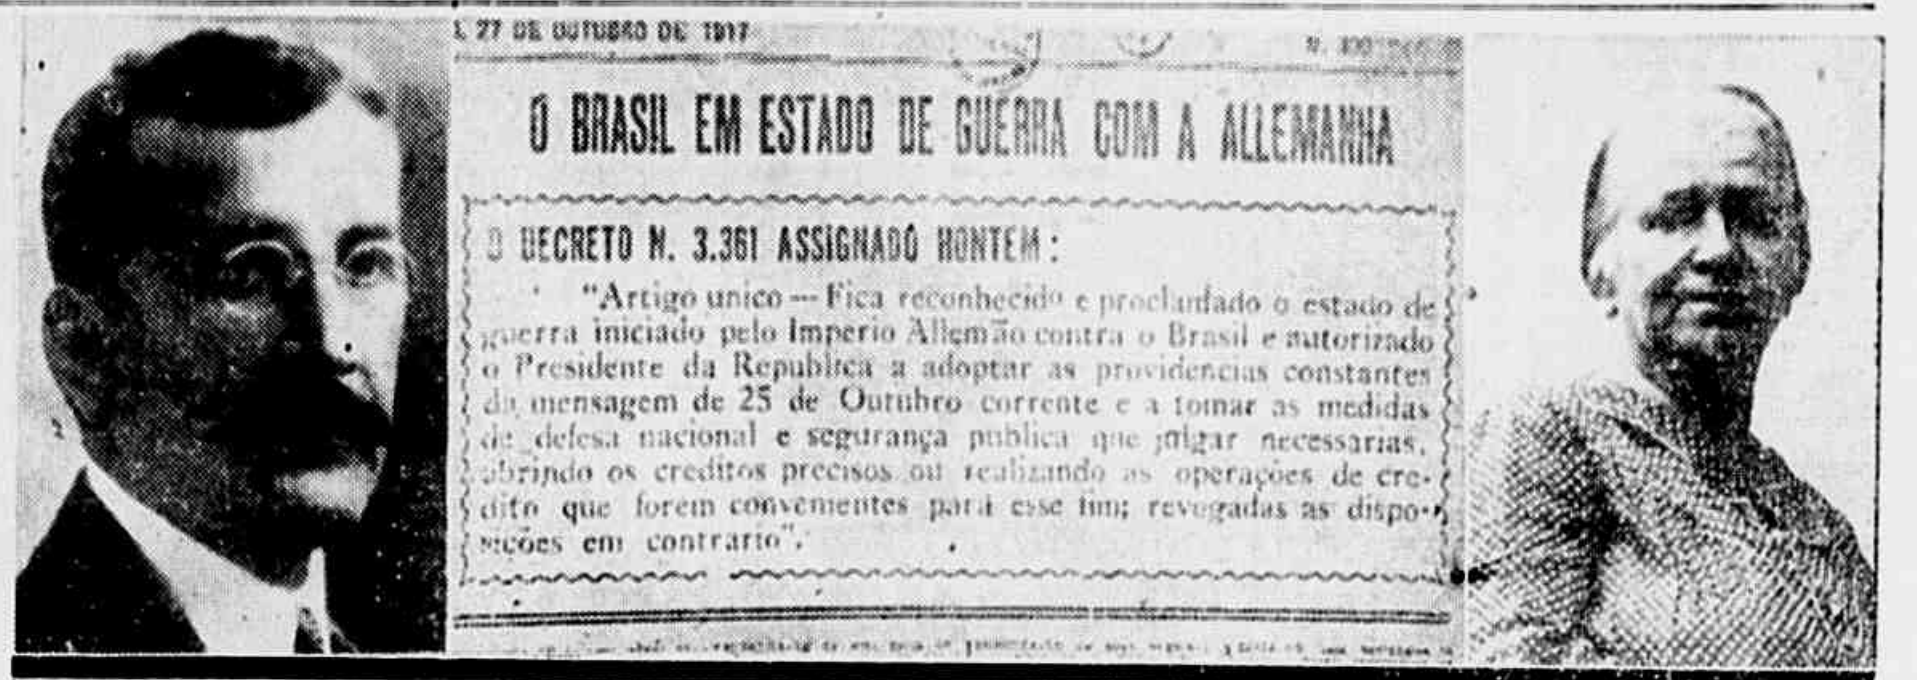 27 DE OUTUBRO DE 1917
O BRASIL EM ESTADO DE GUERRA COM A ALLEMANHA
O DECRETO N. 3.361 ASSIGNADO HONTEM:
"Artigo unico — Fica reconhecido e proclamado o estado de
guerra iniciado pelo Imperio Allemão contra o Brasil e autorizado
o Presidente da Republica a adoptar as providencias constantes
da mensagem de 25 de Outubro corrente e a tomar as medidas
de defesa nacional e segurança publica que julgar necessarias,
abrindo os creditos precisos ou realizando as operações de cre-
dito que forem convenientes para esse fim; revogadas as dispo-
sições em contrario".